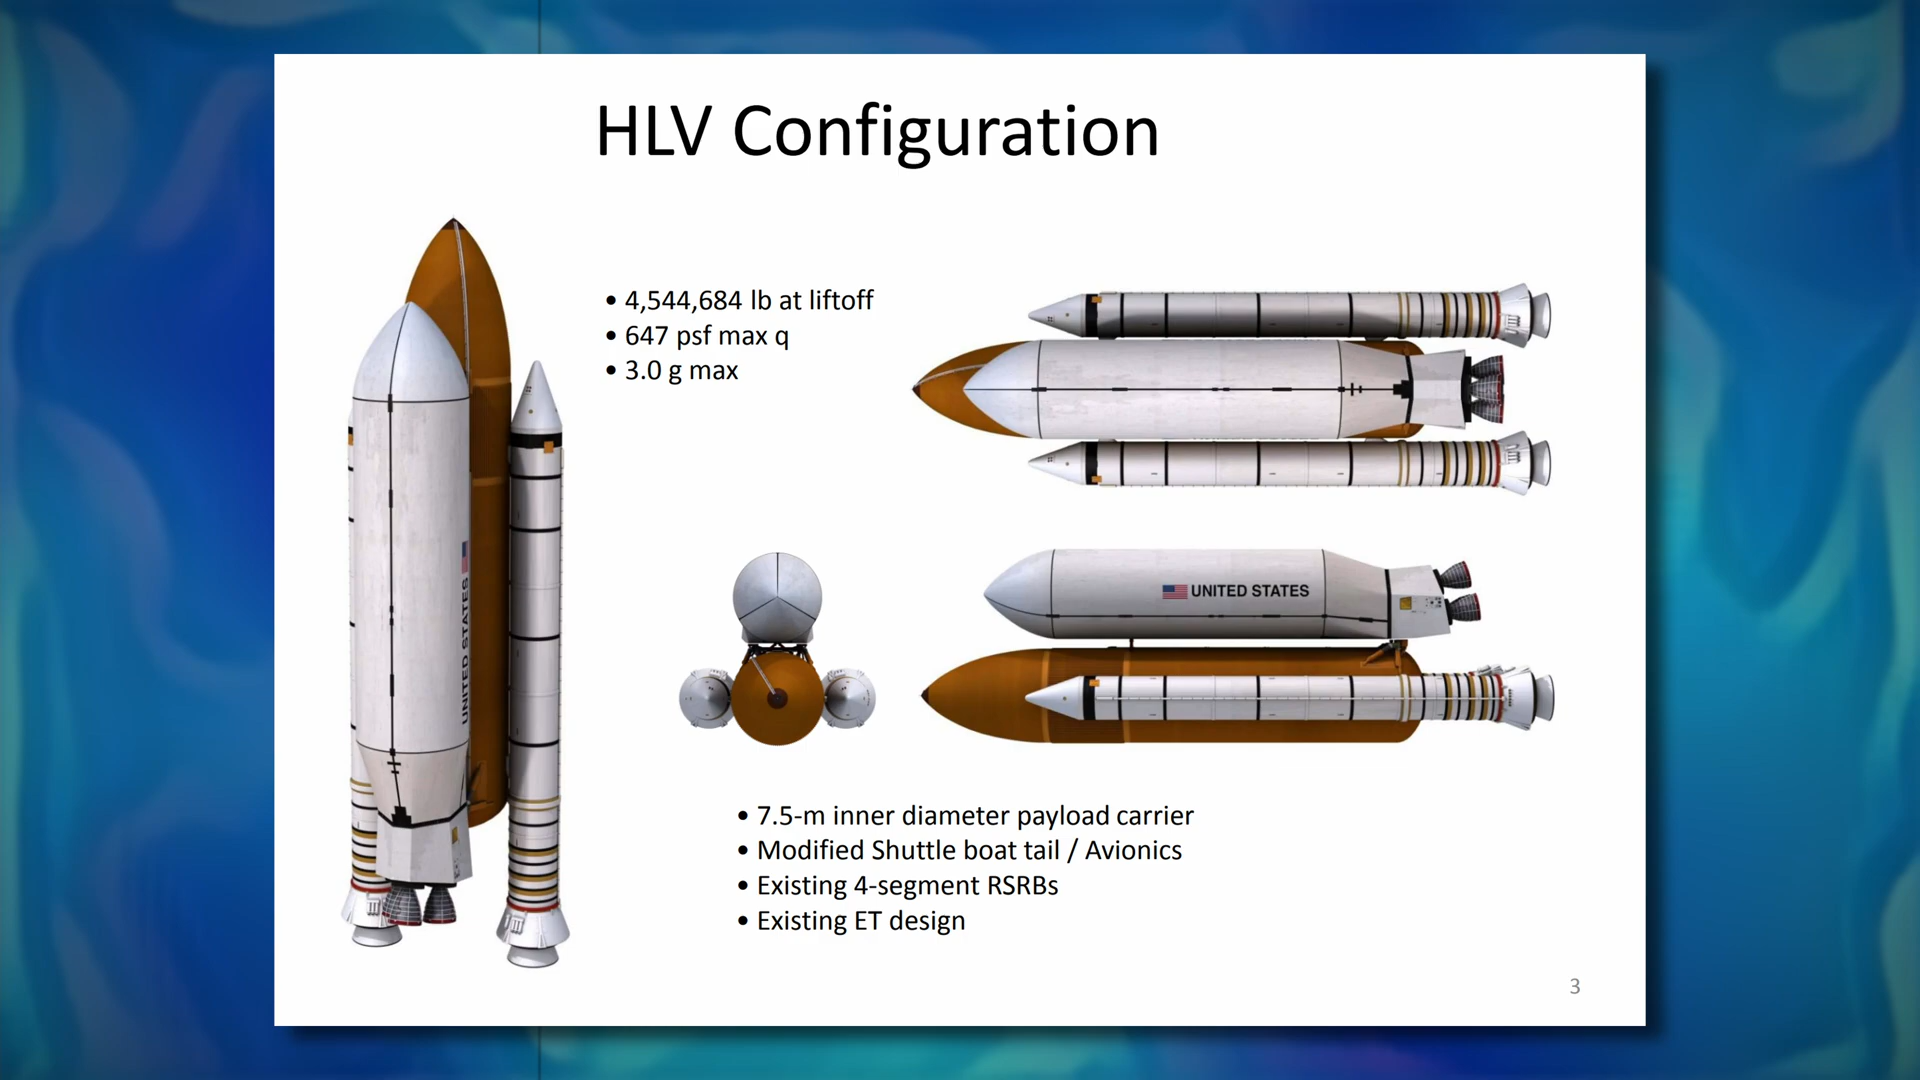 HLV Configuration
• 4,544,684 lb at liftoff
• 647 psf max q
• 3.0 g max
UNITED STATES
UNITED STATES
• 7.5-m inner diameter payload carrier
• Modified Shuttle boat tail / Avionics
• Existing 4-segment RSRBs
• Existing ET design
3